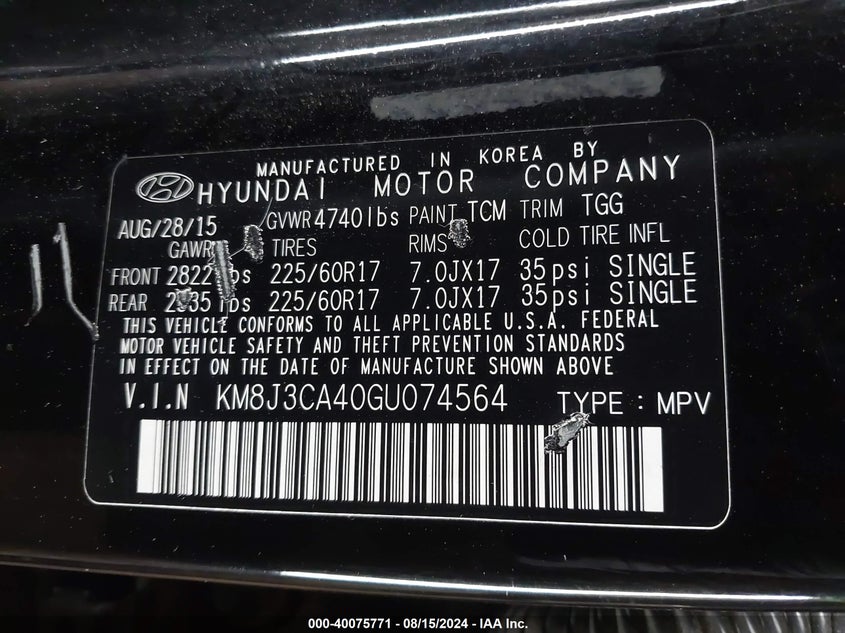 MANUFACTURED IN KOREA BY
HYUNDAI MOTOR COMPANY
AUG/28/15 GVWR 4740lbs PAINT TCM TRIM TGG
GAWR TIRES RIMS COLD TIRE INFL
FRONT 2822 lbs 225/60R17 7.0JX17 35psi SINGLE
REAR lbs 225/60R17 7.0JX17 35psi SINGLE
THIS VEHICLE CONFORMS TO ALL APPLICABLE U.S.A. FEDERAL
MOTOR VEHICLE SAFETY AND THEFT PREVENTION STANDARDS
IN EFFECT ON THE DATE OF MANUFACTURE SHOWN ABOVE
V.I.N KM8J3CA40GU074564 TYPE : MPV
000-40075771 - 08/15/2024 - IAA Inc.